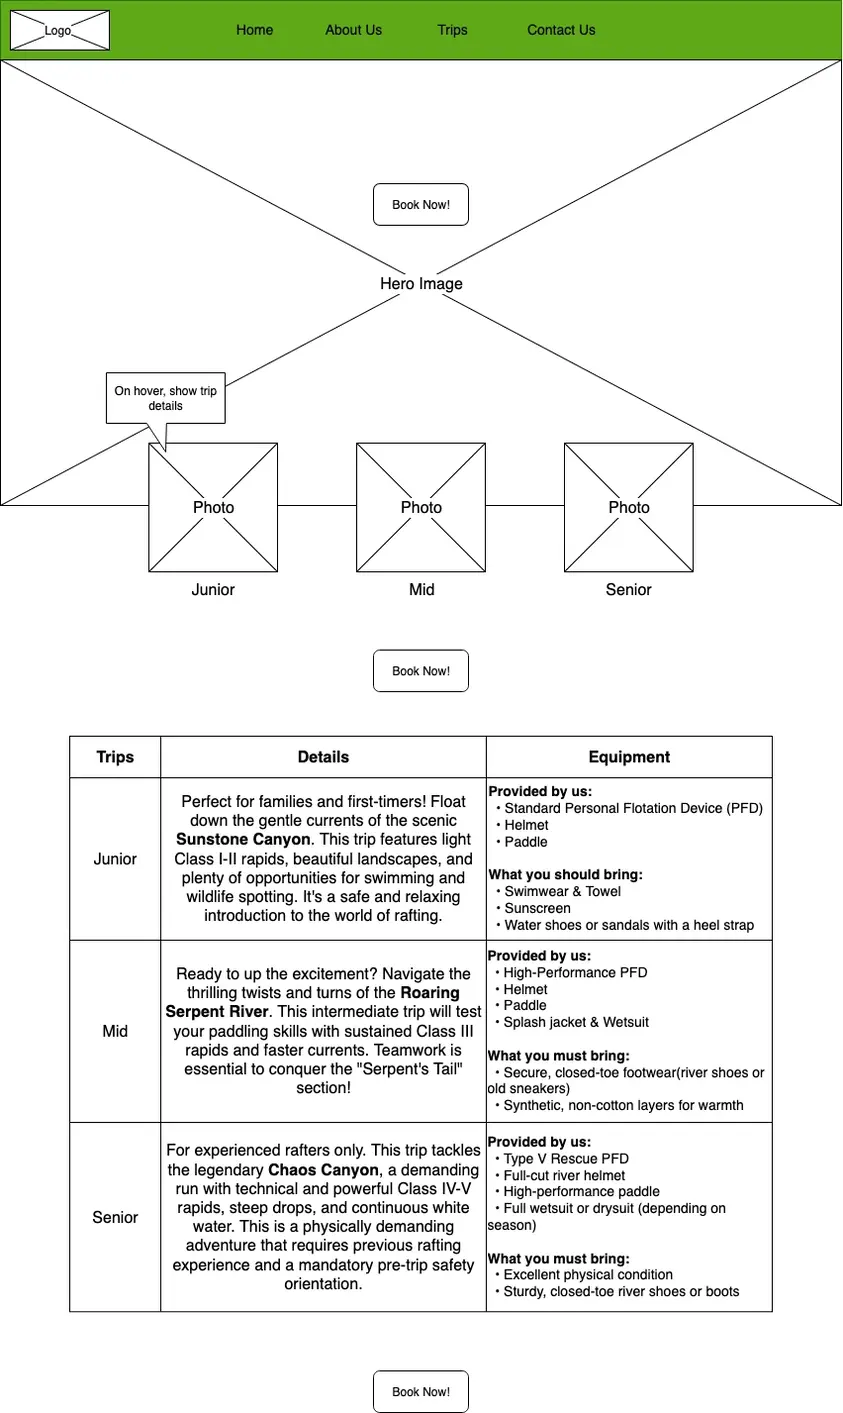 Logo
Home
About Us
Trips
Contact Us
Book Now!
Hero Image
On hover, show trip
details
Photo
Photo
Photo
Junior
Mid
Senior
Book Now!
Trips
Details
Equipment
Junior
Perfect for families and first-timers! Float
down the gentle currents of the scenic
Sunstone Canyon. This trip features light
Class I-II rapids, beautiful landscapes, and
plenty of opportunities for swimming and
wildlife spotting. It's a safe and relaxing
introduction to the world of rafting.
Provided by us:
• Standard Personal Flotation Device (PFD)
• Helmet
• Paddle
What you should bring:
• Swimwear & Towel
• Sunscreen
• Water shoes or sandals with a heel strap
Mid
Ready to up the excitement? Navigate the
thrilling twists and turns of the Roaring
Serpent River. This intermediate trip will test
your paddling skills with sustained Class III
rapids and faster currents. Teamwork is
essential to conquer the "Serpent's Tail"
section!
Provided by us:
• High-Performance PFD
• Helmet
• Paddle
• Splash jacket & Wetsuit
What you must bring:
• Secure, closed-toe footwear(river shoes or
old sneakers)
• Synthetic, non-cotton layers for warmth
Senior
For experienced rafters only. This trip tackles
the legendary Chaos Canyon, a demanding
run with technical and powerful Class IV-V
rapids, steep drops, and continuous white
water. This is a physically demanding
adventure that requires previous rafting
experience and a mandatory pre-trip safety
orientation.
Provided by us:
• Type V Rescue PFD
• Full-cut river helmet
• High-performance paddle
• Full wetsuit or drysuit (depending on
season)
What you must bring:
• Excellent physical condition
• Sturdy, closed-toe river shoes or boots
Book Now!